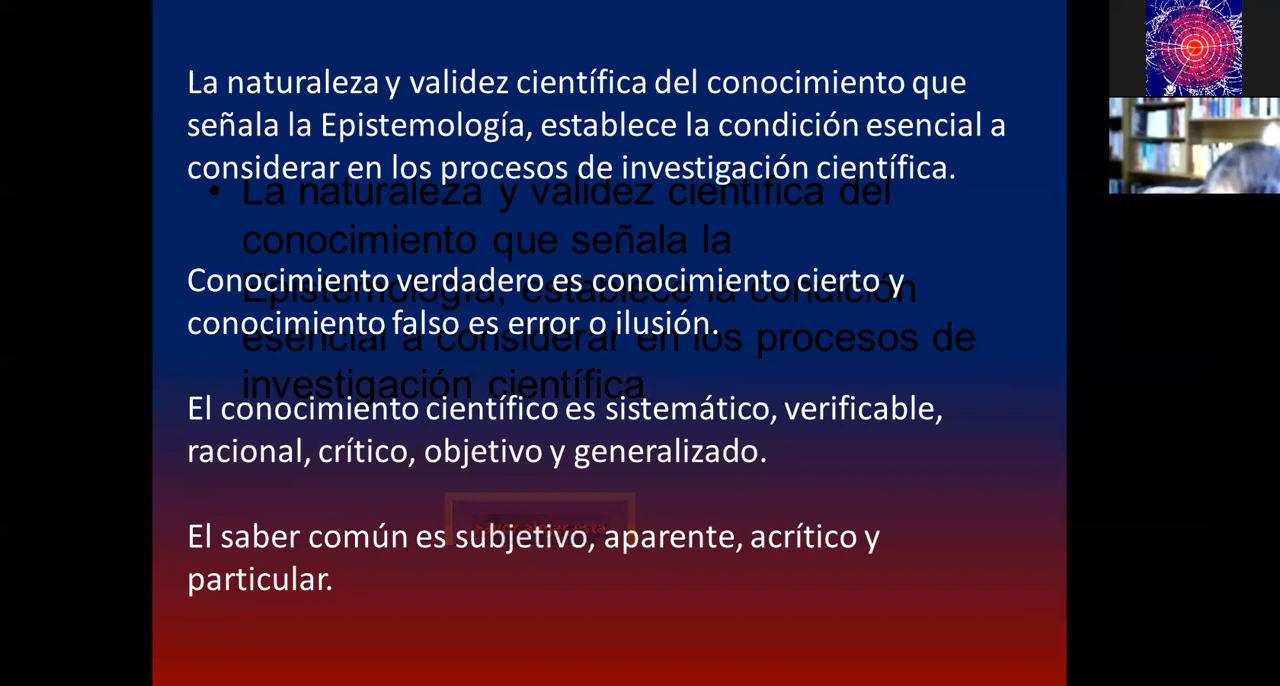 La naturaleza y validez científica del conocimiento que
señala la Epistemología, establece la condición esencial a
considerar en los procesos de investigación científica.
La naturaleza y validez científica del
conocimiento que señala la
Conocimiento verdadero es conocimiento cierto y
Epistemología, establece la condición
conocimiento falso es error o ilusión.
esencial a considerar en los procesos de
investigación científica
El conocimiento científico es sistemático, verificable,
racional, crítico, objetivo y generalizado.
El saber común es subjetivo, aparente, acrítico y
particular.